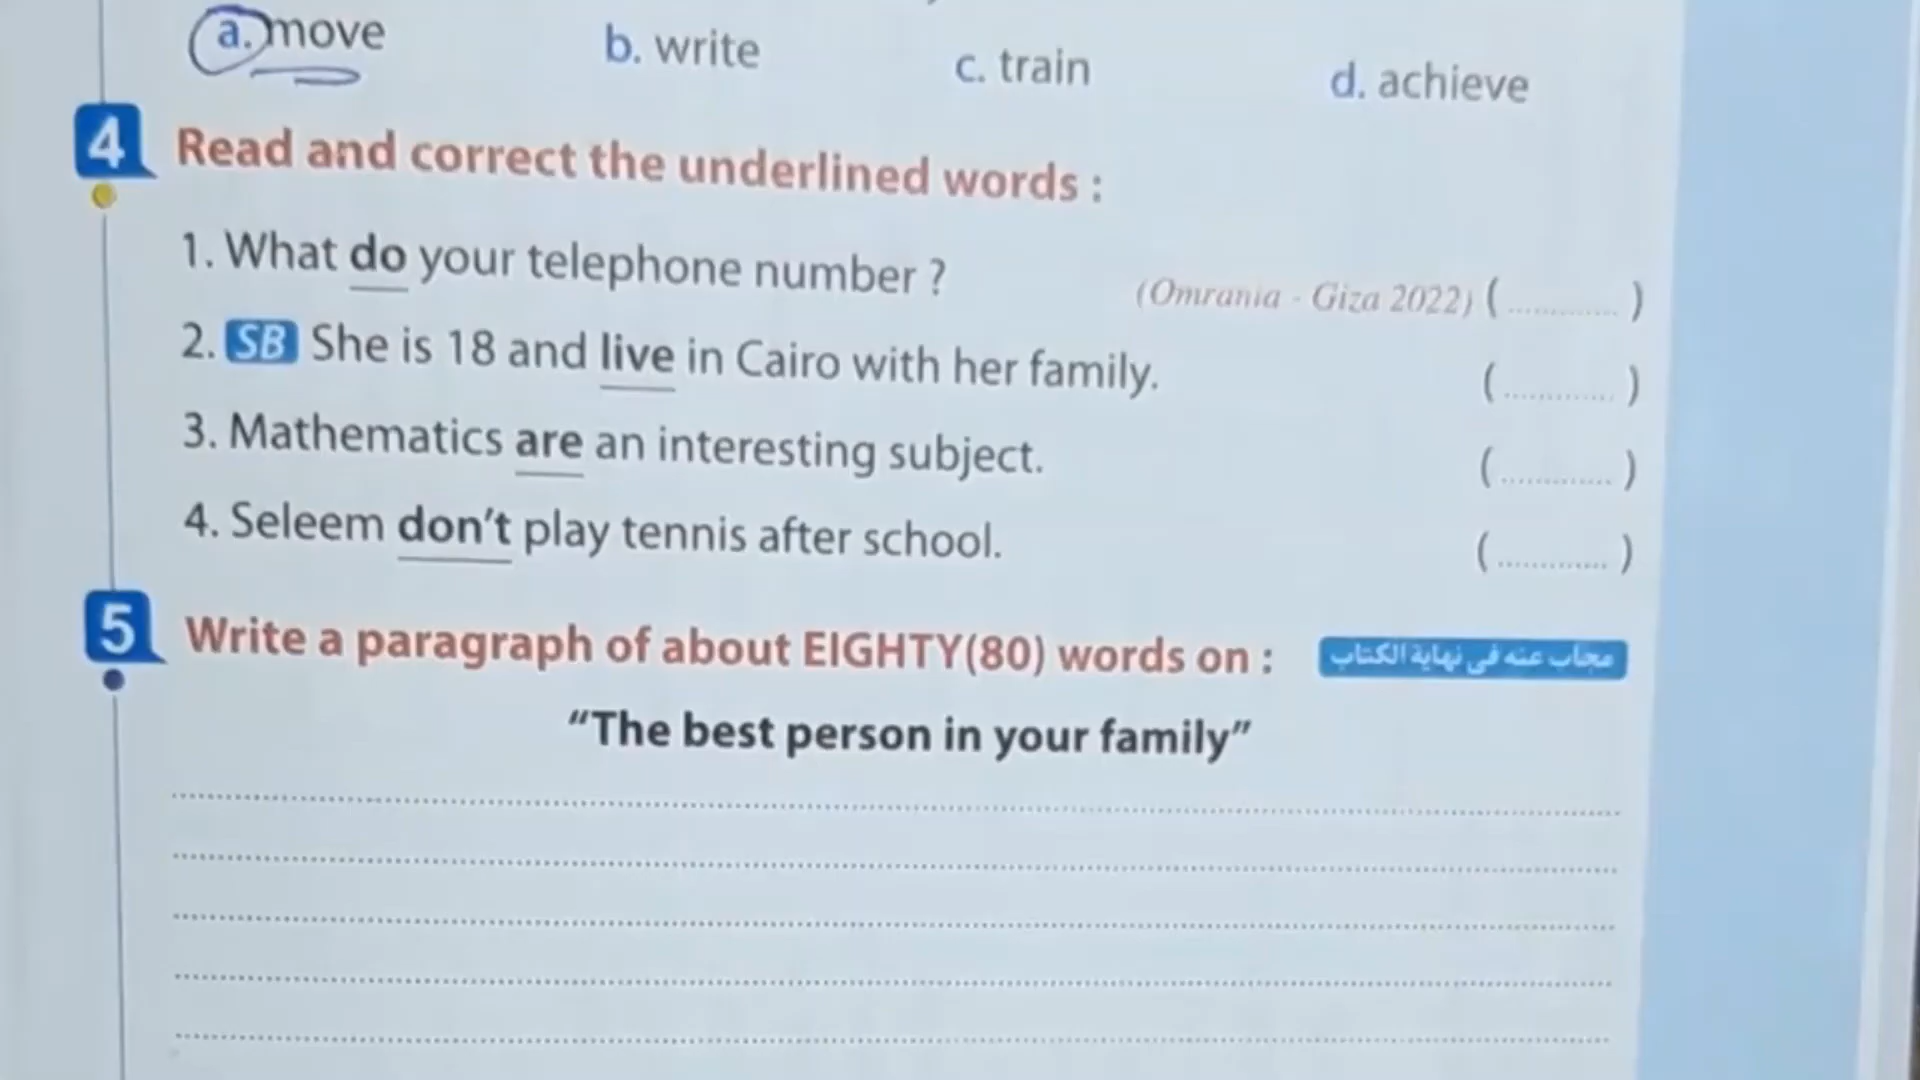 a. move b. write c. train d. achieve
4 Read and correct the underlined words :
1. What do your telephone number ? (Omrania - Giza 2022) (.............)
2. SB She is 18 and live in Cairo with her family. (.............)
3. Mathematics are an interesting subject. (.............)
4. Seleem don't play tennis after school. (.............)
5 Write a paragraph of about EIGHTY(80) words on : مجاب عنه فى نهاية الكتاب
“The best person in your family”